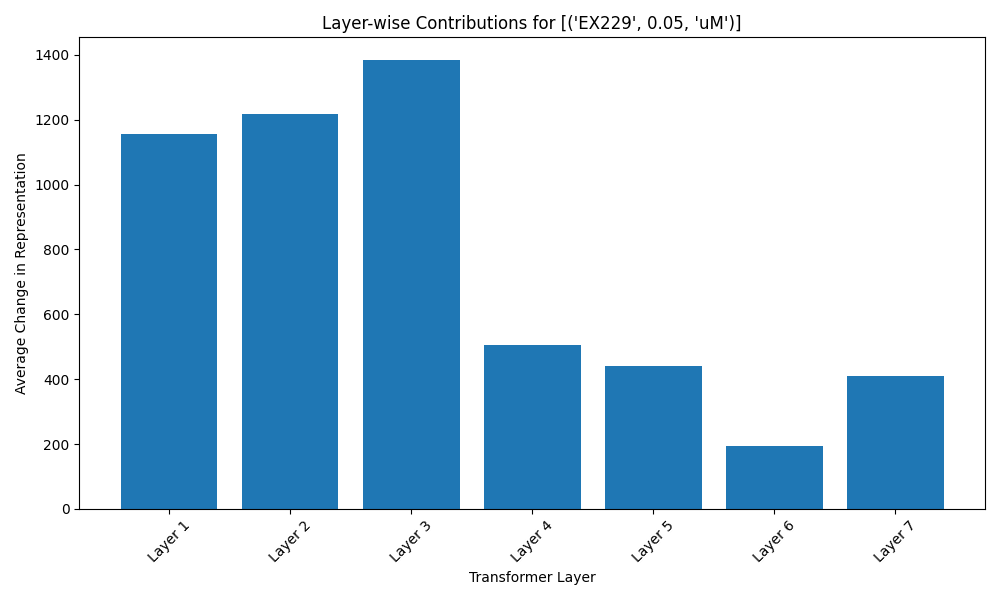 Layer-wise Contributions for [('EX229', 0.05, 'uM')]
Average Change in Representation
1400
1200
1000
800
600
400
200
0
Layer 1
Layer 2
Layer 3
Layer 4
Layer 5
Layer 6
Layer 7
Transformer Layer